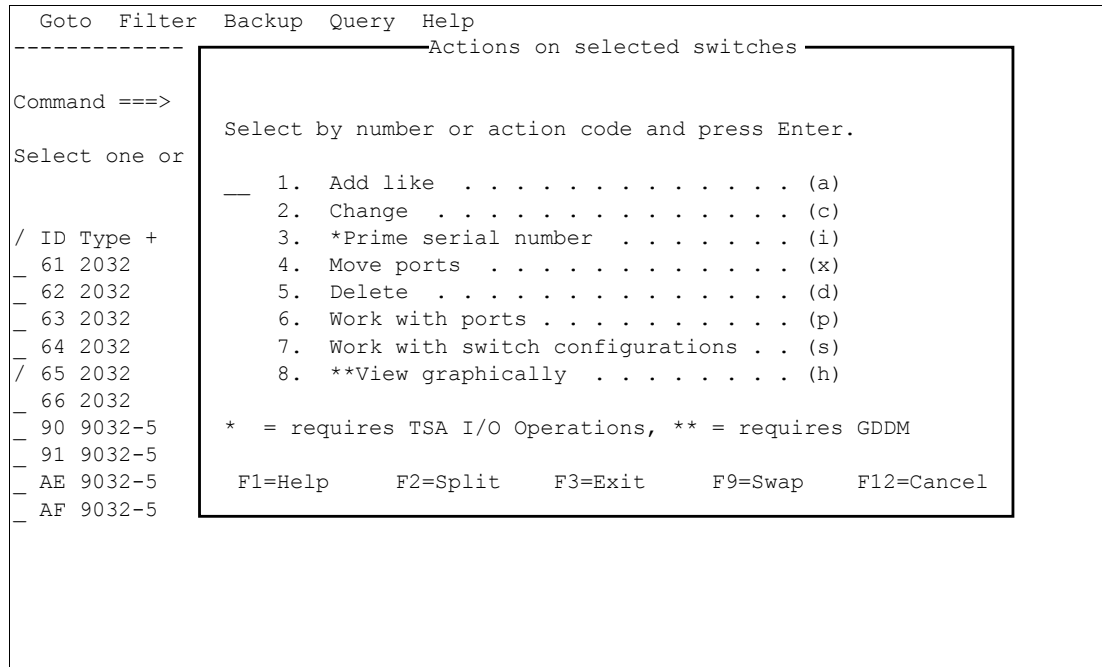 Goto  Filter  Backup  Query  Help
------------- Actions on selected switches
Command ===>
Select by number or action code and press Enter.
Select one or
__  1.  Add like  . . . . . . . . . . . . . (a)
2.  Change  . . . . . . . . . . . . . . (c)
/ ID Type +  3.  *Prime serial number  . . . . . . . (i)
_ 61 2032  4.  Move ports  . . . . . . . . . . . . (x)
_ 62 2032  5.  Delete  . . . . . . . . . . . . . . (d)
_ 63 2032  6.  Work with ports . . . . . . . . . . (p)
_ 64 2032  7.  Work with switch configurations . . (s)
/ 65 2032  8.  **View graphically  . . . . . . . . (h)
_ 66 2032
_ 90 9032-5  *  = requires TSA I/O Operations, ** = requires GDDM
_ 91 9032-5
_ AE 9032-5  F1=Help  F2=Split  F3=Exit  F9=Swap  F12=Cancel
_ AF 9032-5